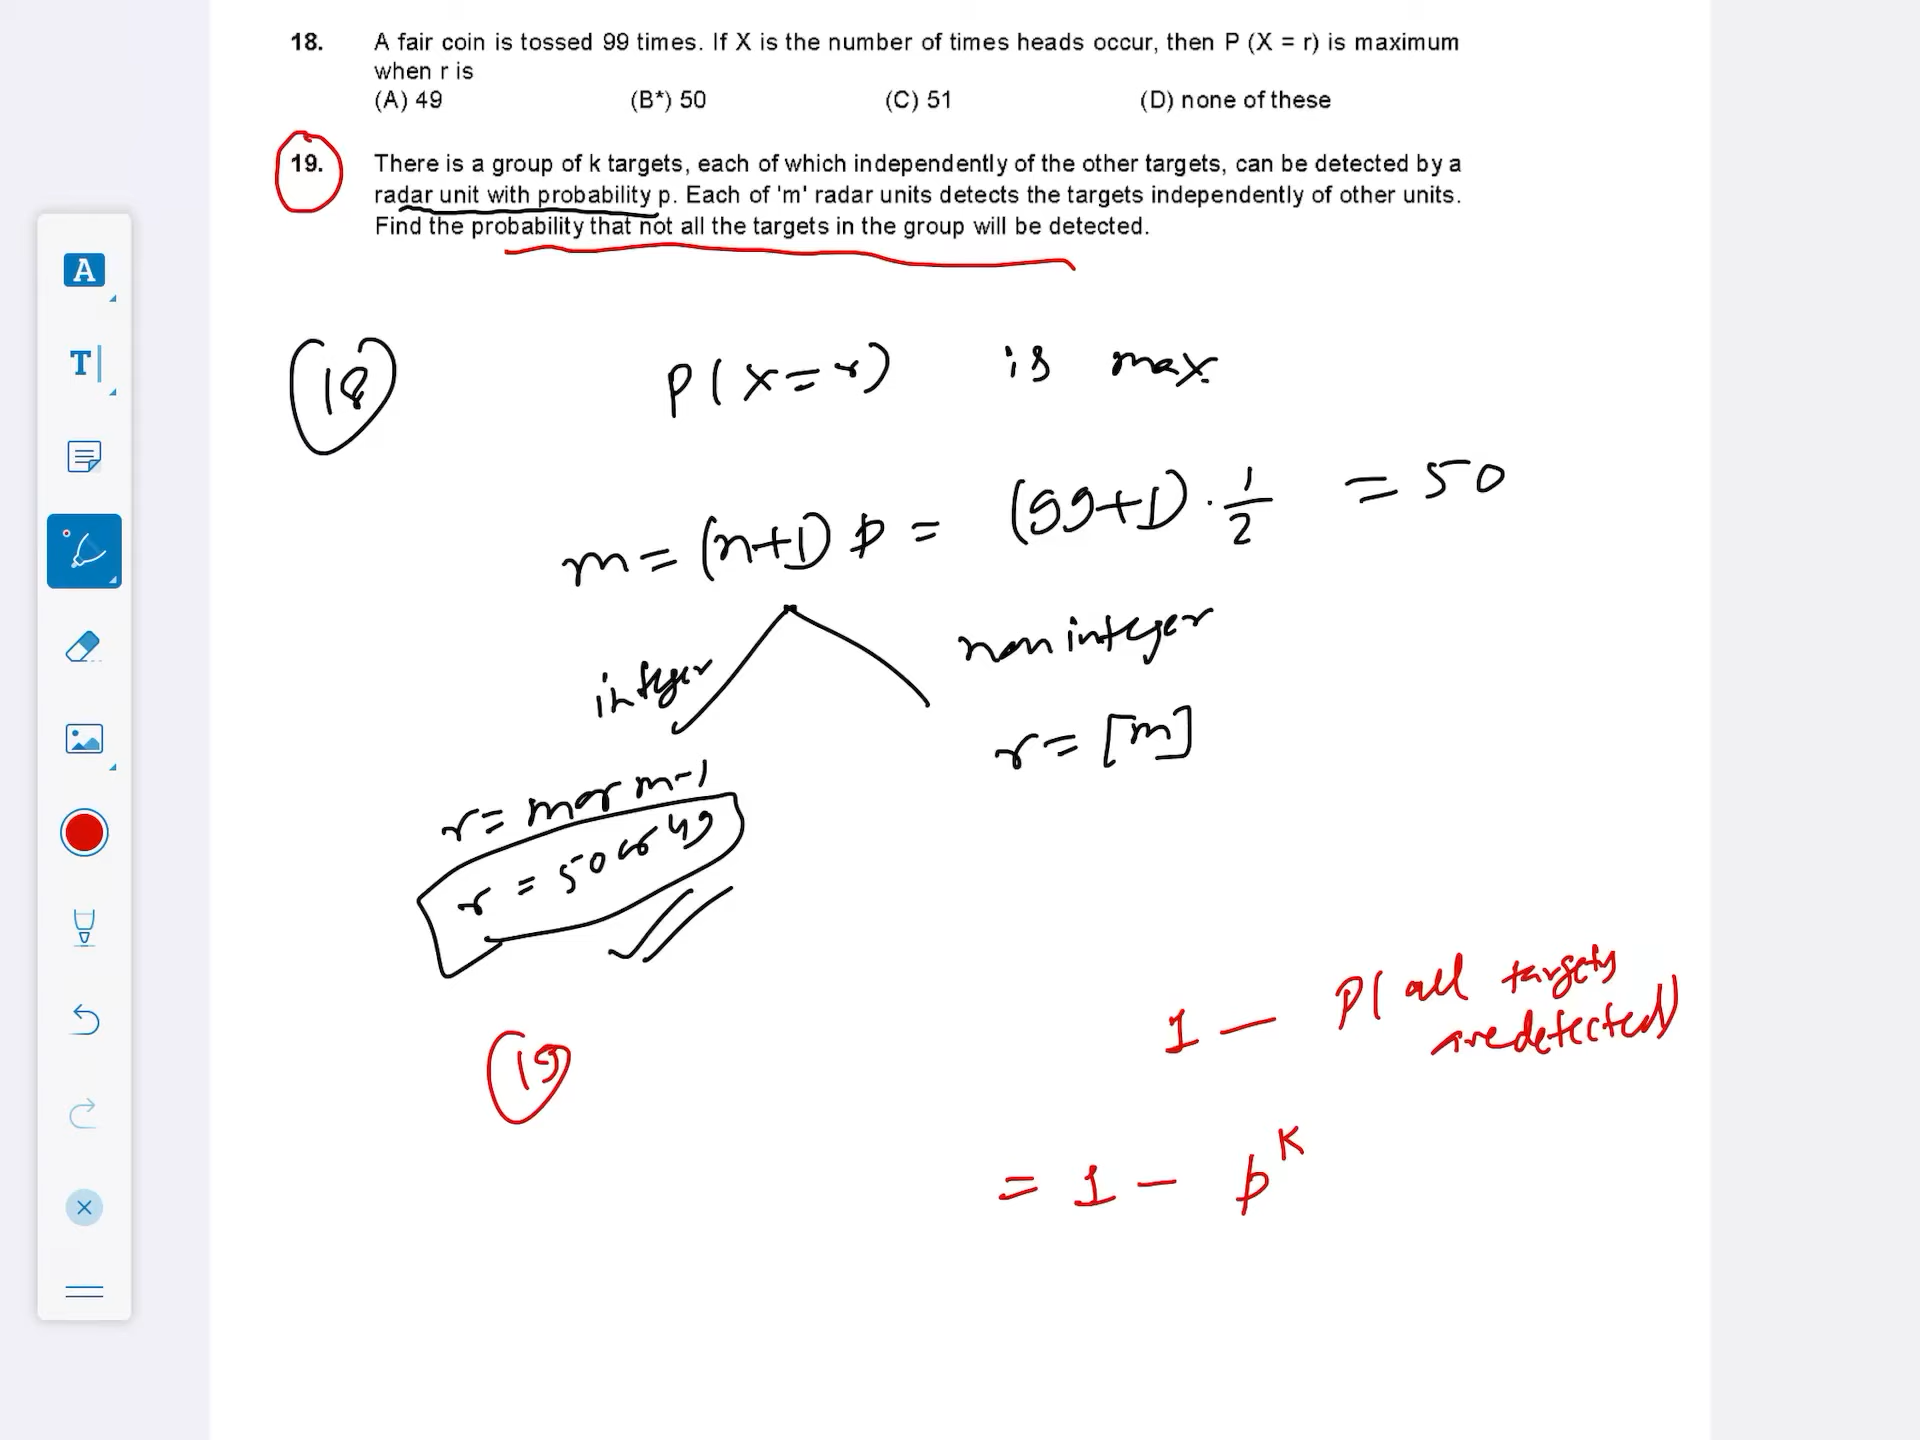 18. A fair coin is tossed 99 times. If X is the number of times heads occur, then P (X = r) is maximum
when r is
(A) 49 (B*) 50 (C) 51 (D) none of these
19. There is a group of k targets, each of which independently of the other targets, can be detected by a
radar unit with probability p. Each of 'm' radar units detects the targets independently of other units.
Find the probability that not all the targets in the group will be detected.
A
T
(18) P(X=r) is max.
m = (n+1) p = (99+1) · 1/2 = 50
integer non integer
r = m or m-1 r = [m]
r = 50 or 49
(19) 1 — P( all targets
are detected)
= 1 — p^K